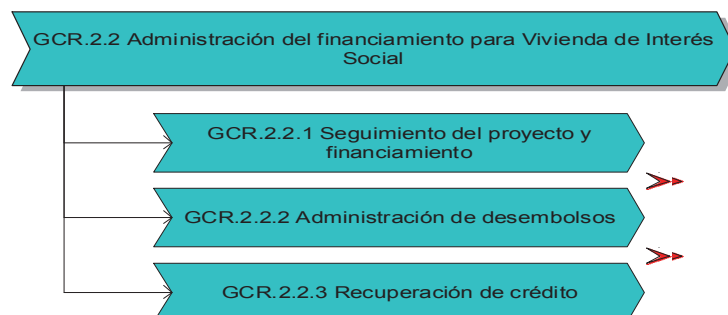 GCR.2.2 Administración del financiamiento para Vivienda de Interés
Social
GCR.2.2.1 Seguimiento del proyecto y
financiamiento
GCR.2.2.2 Administración de desembolsos
GCR.2.2.3 Recuperación de crédito